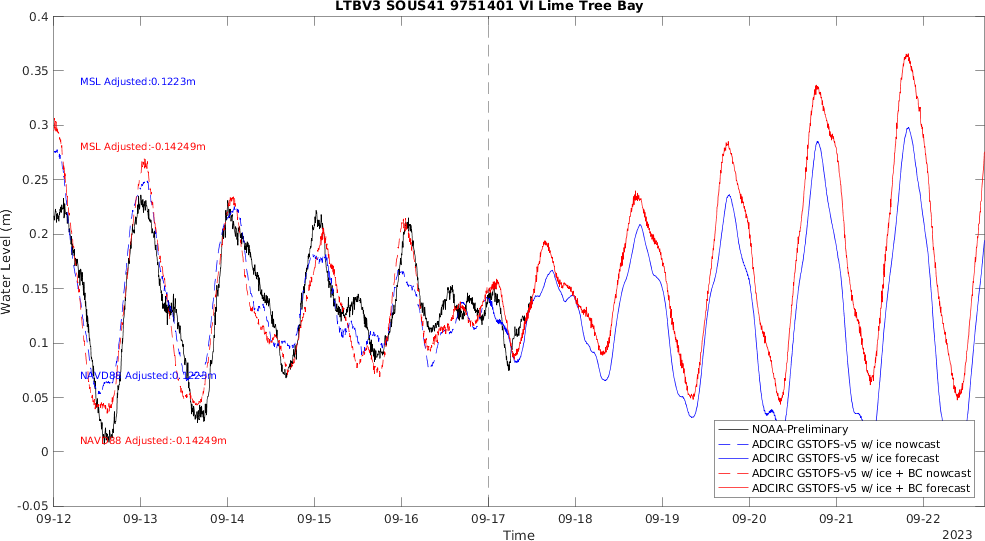 LTBV3 SOUS41 9751401 VI Lime Tree Bay
0.4
0.35
0.3
0.25
0.2
0.15
0.1
0.05
0
-0.05
Water Level (m)
MSL Adjusted:0.1223m
MSL Adjusted:-0.14249m
NAVD88 Adjusted:0.1223m
NAVD88 Adjusted:-0.14249m
NOAA-Preliminary
ADCIRC GSTOFS-v5 w/ ice nowcast
ADCIRC GSTOFS-v5 w/ ice forecast
ADCIRC GSTOFS-v5 w/ ice + BC nowcast
ADCIRC GSTOFS-v5 w/ ice + BC forecast
09-12 09-13 09-14 09-15 09-16 09-17 09-18 09-19 09-20 09-21 09-22
Time
2023